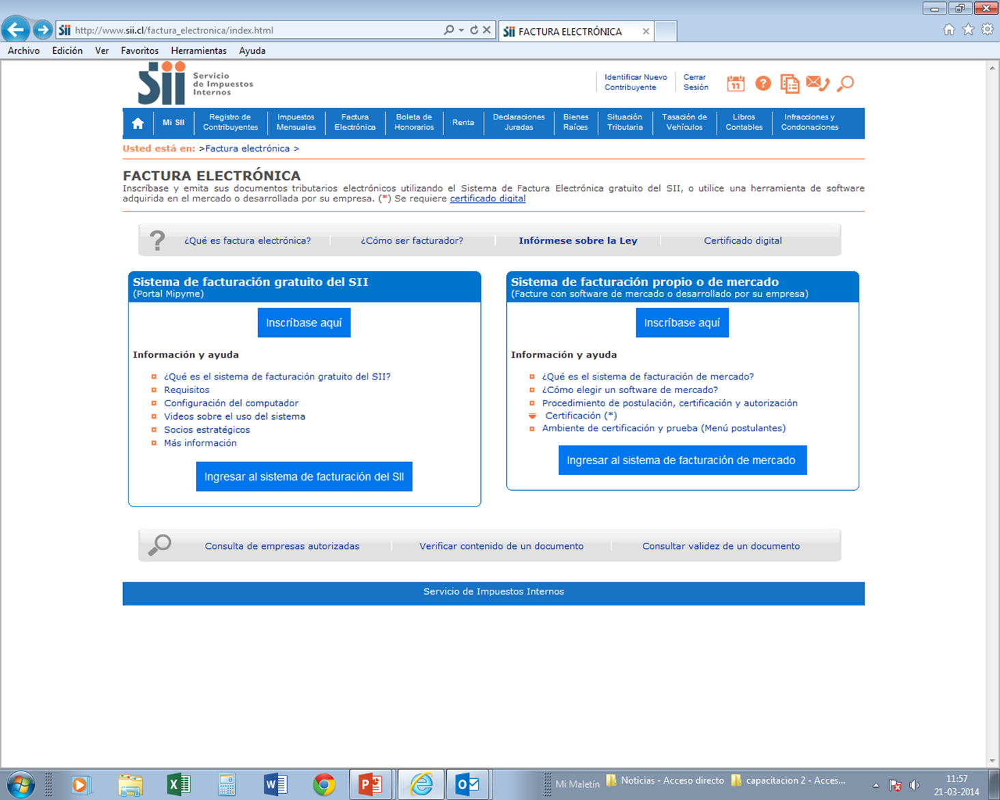 http://www.sii.cl/factura_electronica/index.html
FACTURA ELECTRÓNICA
Archivo Edición Ver Favoritos Herramientas Ayuda
Sii Servicio de Impuestos Internos
Identificar Nuevo Contribuyente
Cerrar Sesión
11
Mi SII
Registro de Contribuyentes
Impuestos Mensuales
Factura Electrónica
Boleta de Honorarios
Renta
Declaraciones Juradas
Bienes Raíces
Situación Tributaria
Tasación de Vehículos
Libros Contables
Infracciones y Condonaciones
Usted está en: >Factura electrónica >
FACTURA ELECTRÓNICA
Inscríbase y emita sus documentos tributarios electrónicos utilizando el Sistema de Factura Electrónica gratuito del SII, o utilice una herramienta de software
adquirida en el mercado o desarrollada por su empresa. (*) Se requiere certificado digital
? ¿Qué es factura electrónica? ¿Cómo ser facturador? Infórmese sobre la Ley Certificado digital
Sistema de facturación gratuito del SII
(Portal Mipyme)
Inscríbase aquí
Información y ayuda
¿Qué es el sistema de facturación gratuito del SII?
Requisitos
Configuración del computador
Videos sobre el uso del sistema
Socios estratégicos
Más información
Ingresar al sistema de facturación del SII
Sistema de facturación propio o de mercado
(Facture con software de mercado o desarrollado por su empresa)
Inscríbase aquí
Información y ayuda
¿Qué es el sistema de facturación de mercado?
¿Cómo elegir un software de mercado?
Procedimiento de postulación, certificación y autorización
Certificación (*)
Ambiente de certificación y prueba (Menú postulantes)
Ingresar al sistema de facturación de mercado
Consulta de empresas autorizadas Verificar contenido de un documento Consultar validez de un documento
Servicio de Impuestos Internos
Mi Maletín Noticias - Acceso directo capacitacion 2 - Acces...
11:57
21-03-2014